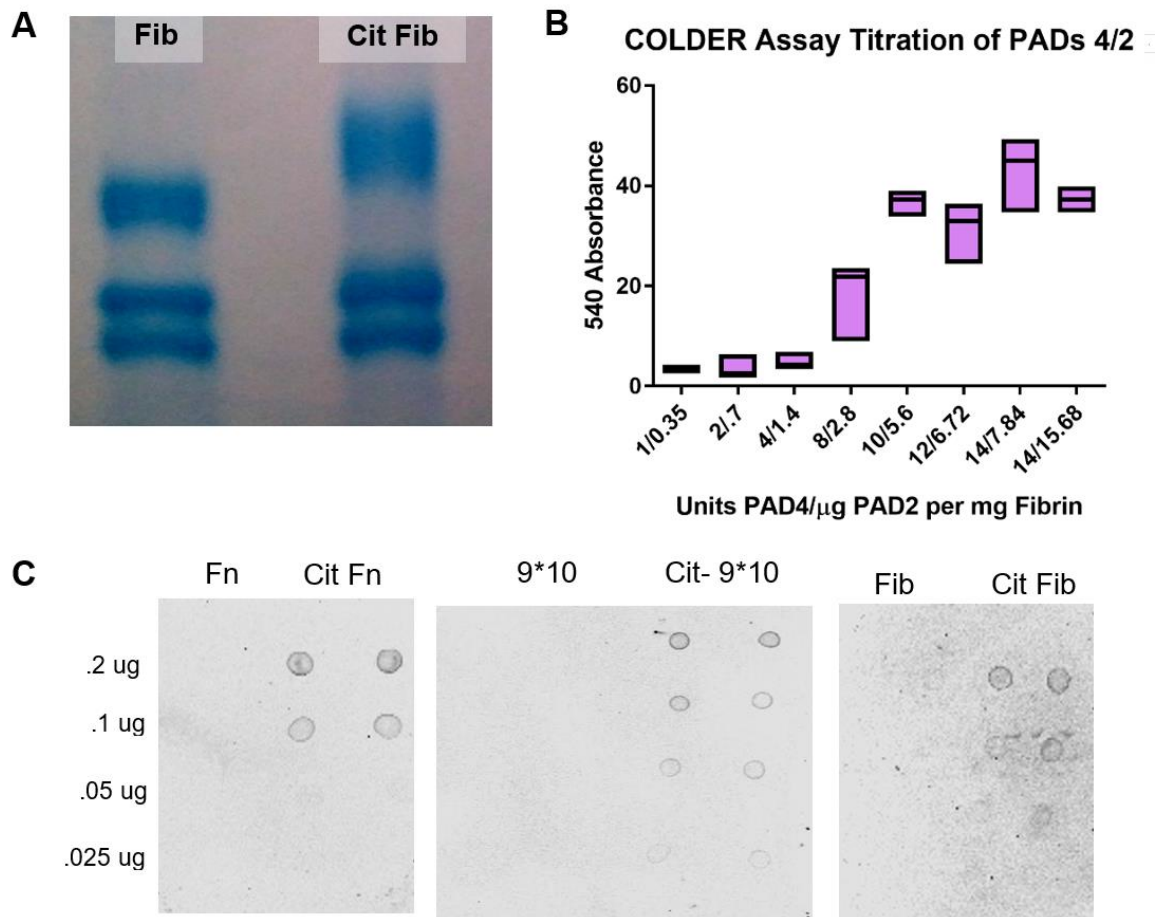 A
Fib
Cit Fib
B
COLDER Assay Titration of PADs 4/2
540 Absorbance
60
40
20
0
1/0.35
2/.7
4/1.4
8/2.8
10/5.6
12/6.72
14/7.84
14/15.68
Units PAD4/μg PAD2 per mg Fibrin
C
Fn
Cit Fn
9*10
Cit- 9*10
Fib
Cit Fib
.2 ug
.1 ug
.05 ug
.025 ug